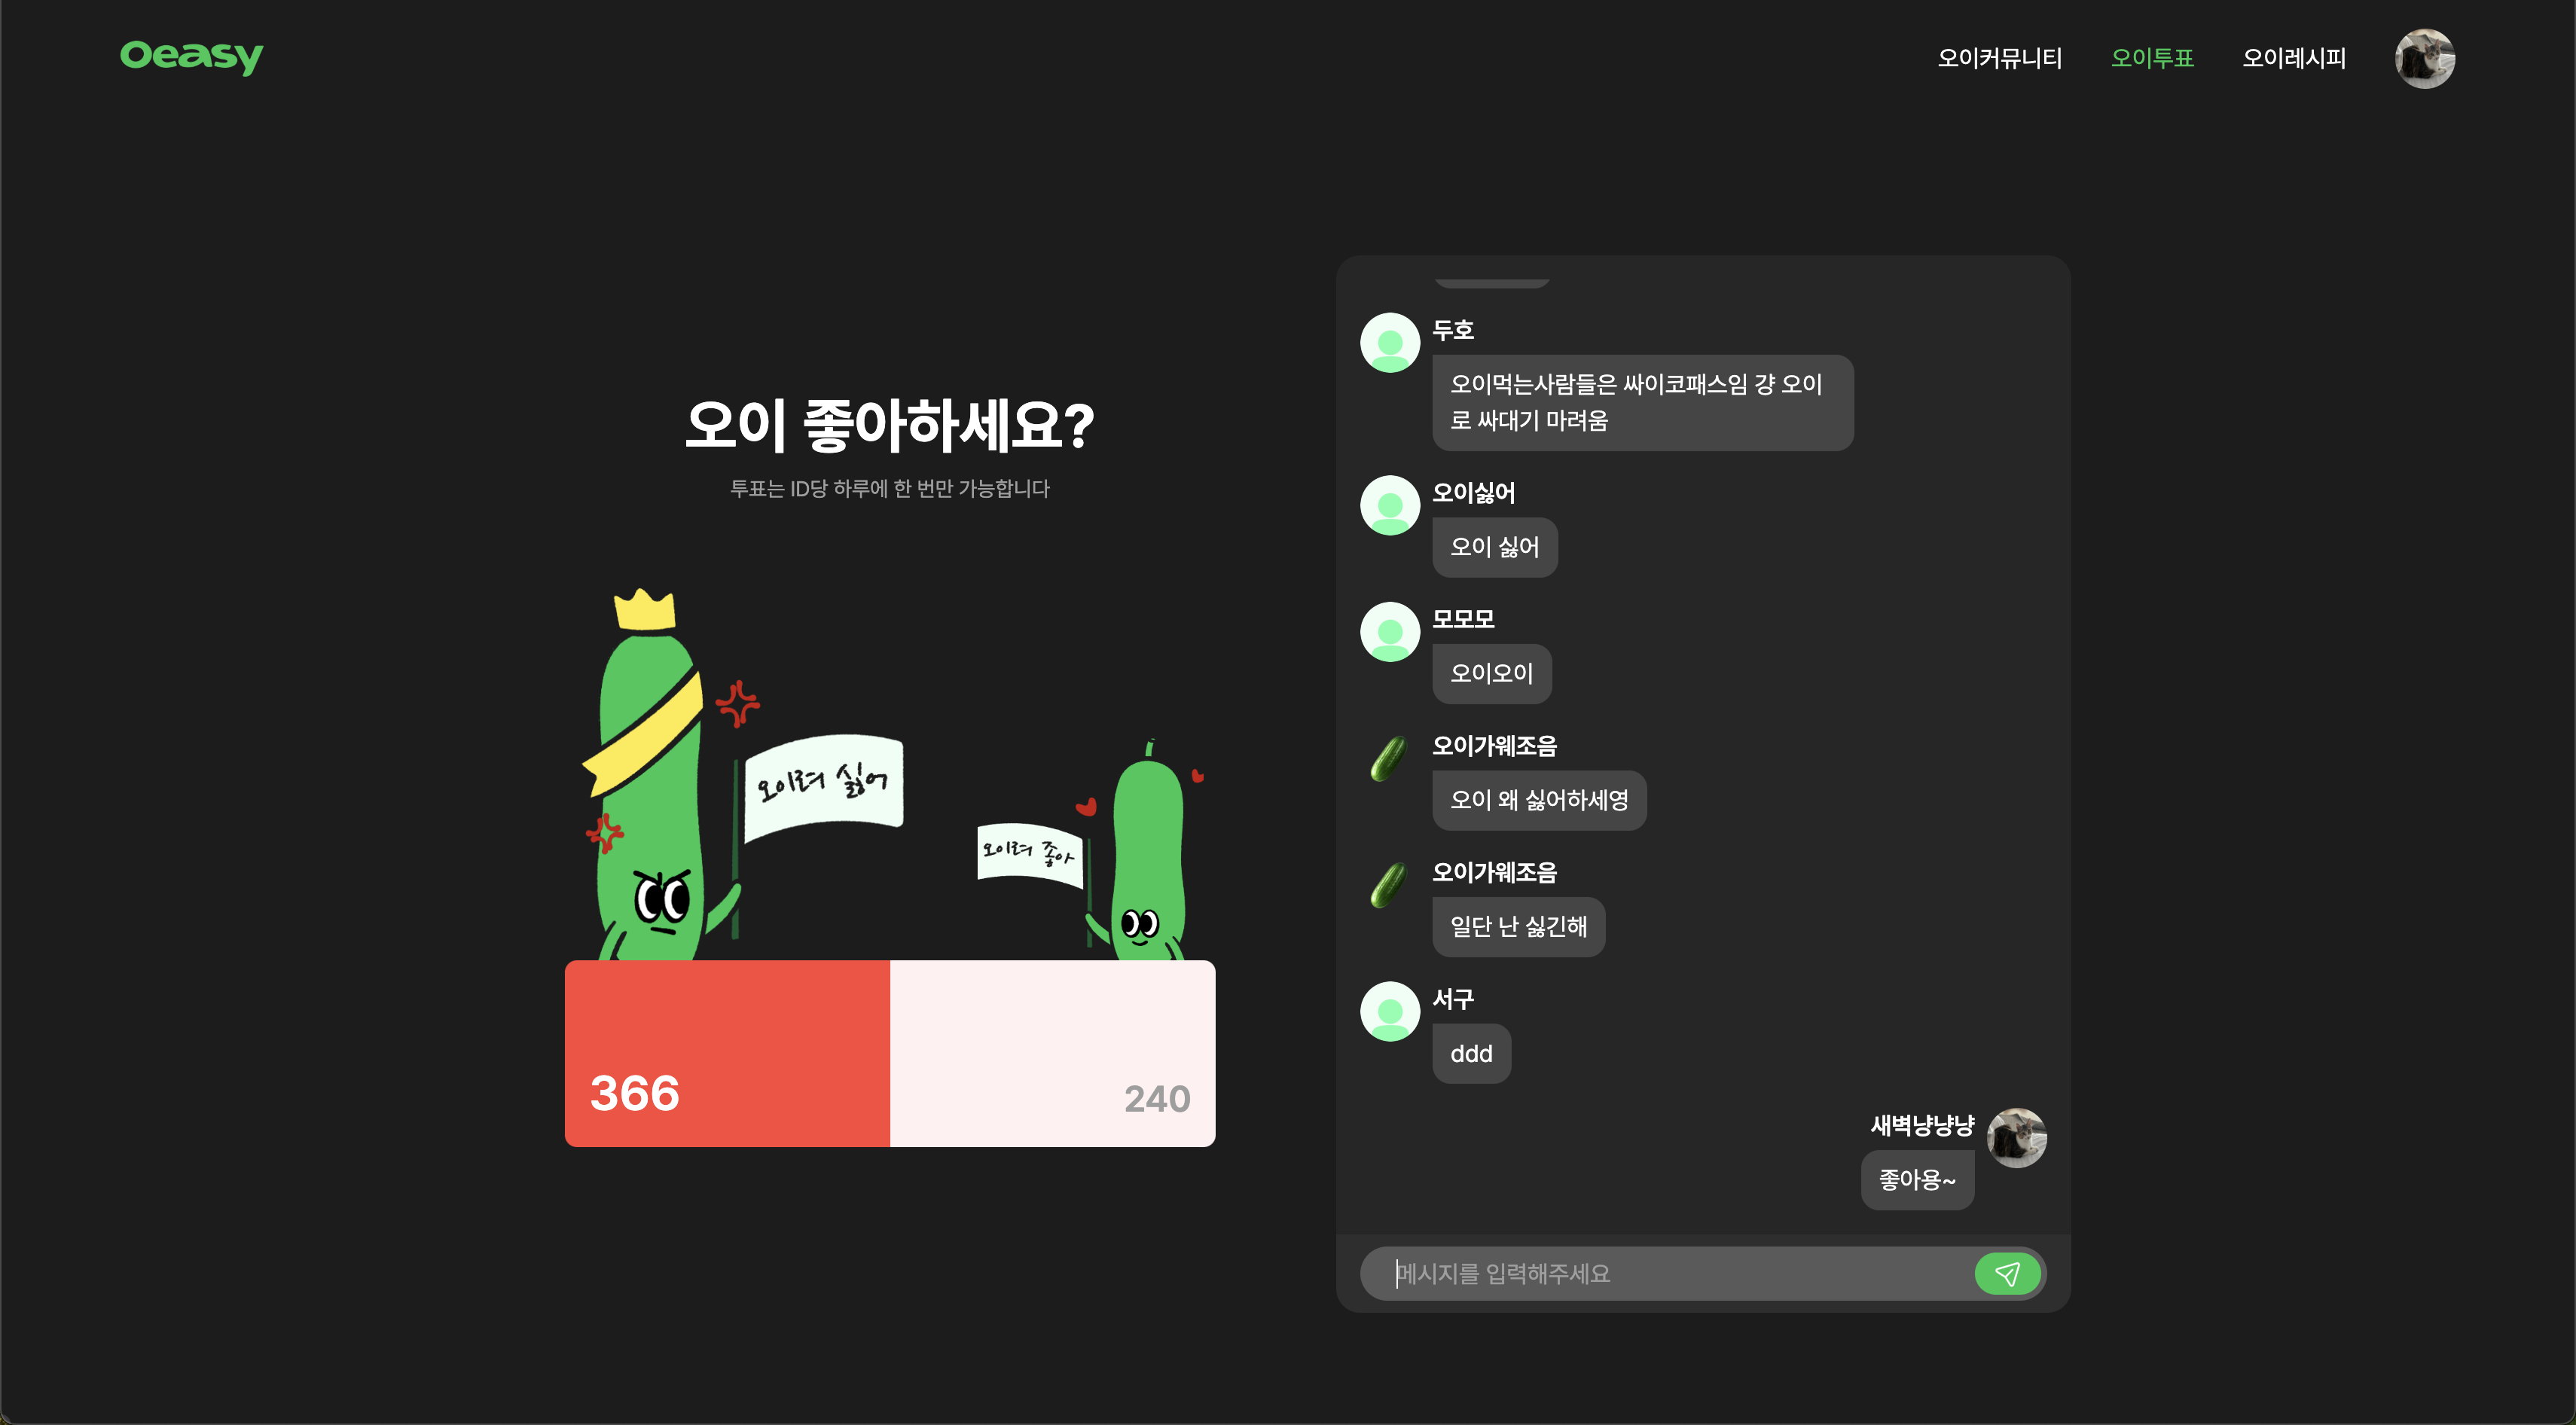 Oeasy
오이커뮤니티
오이투표
오이레시피
오이 좋아하세요?
투표는 ID당 하루에 한 번만 가능합니다
오이려 싫어
오이려 좋아
366
240
두호
오이먹는사람들은 싸이코패스임 걍 오이
로 싸대기 마려움
오이싫어
오이 싫어
모모모
오이오이
오이가웨조음
오이 왜 싫어하세영
오이가웨조음
일단 난 싫긴해
서구
ddd
새벽냥냥냥
좋아용~
메시지를 입력해주세요